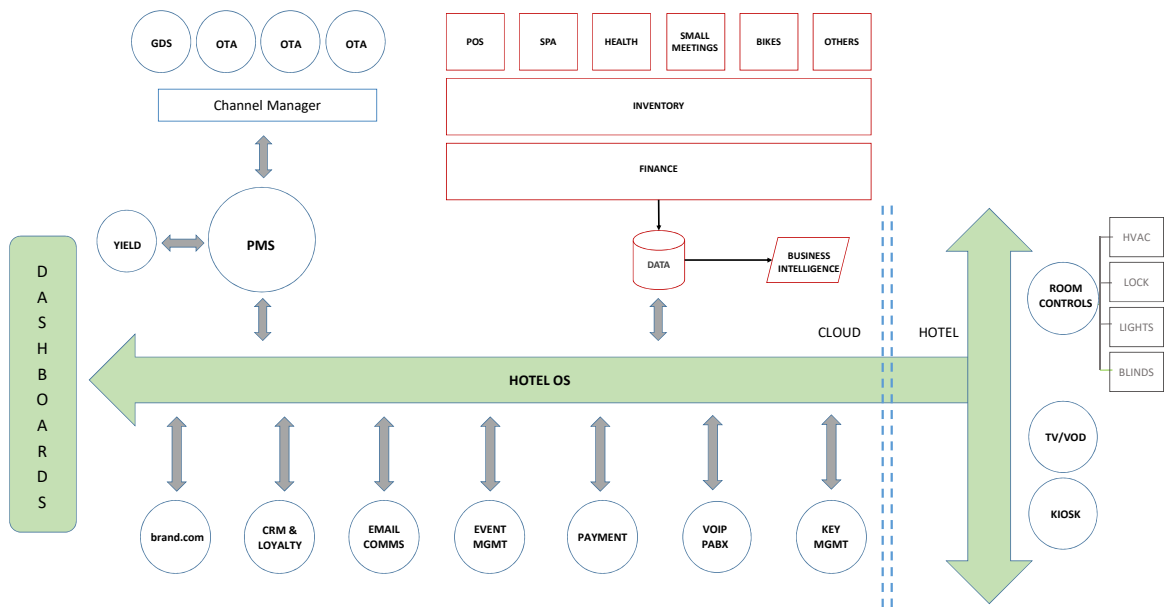 GDS
OTA
OTA
OTA
POS
SPA
HEALTH
SMALL
MEETINGS
BIKES
OTHERS
Channel Manager
INVENTORY
FINANCE
YIELD
PMS
DATA
BUSINESS
INTELLIGENCE
HVAC
ROOM
CONTROLS
LOCK
LIGHTS
BLINDS
CLOUD
HOTEL
D
A
S
H
B
O
A
R
D
S
HOTEL OS
TV/VOD
KIOSK
brand.com
CRM &
LOYALTY
EMAIL
COMMS
EVENT
MGMT
PAYMENT
VOIP
PABX
KEY
MGMT